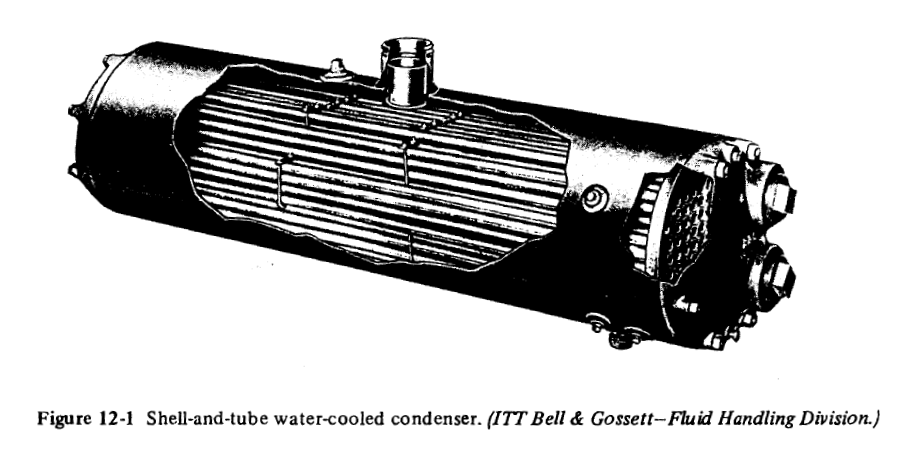 Figure 12-1 Shell-and-tube water-cooled condenser. (ITT Bell & Gossett—Fluid Handling Division.)